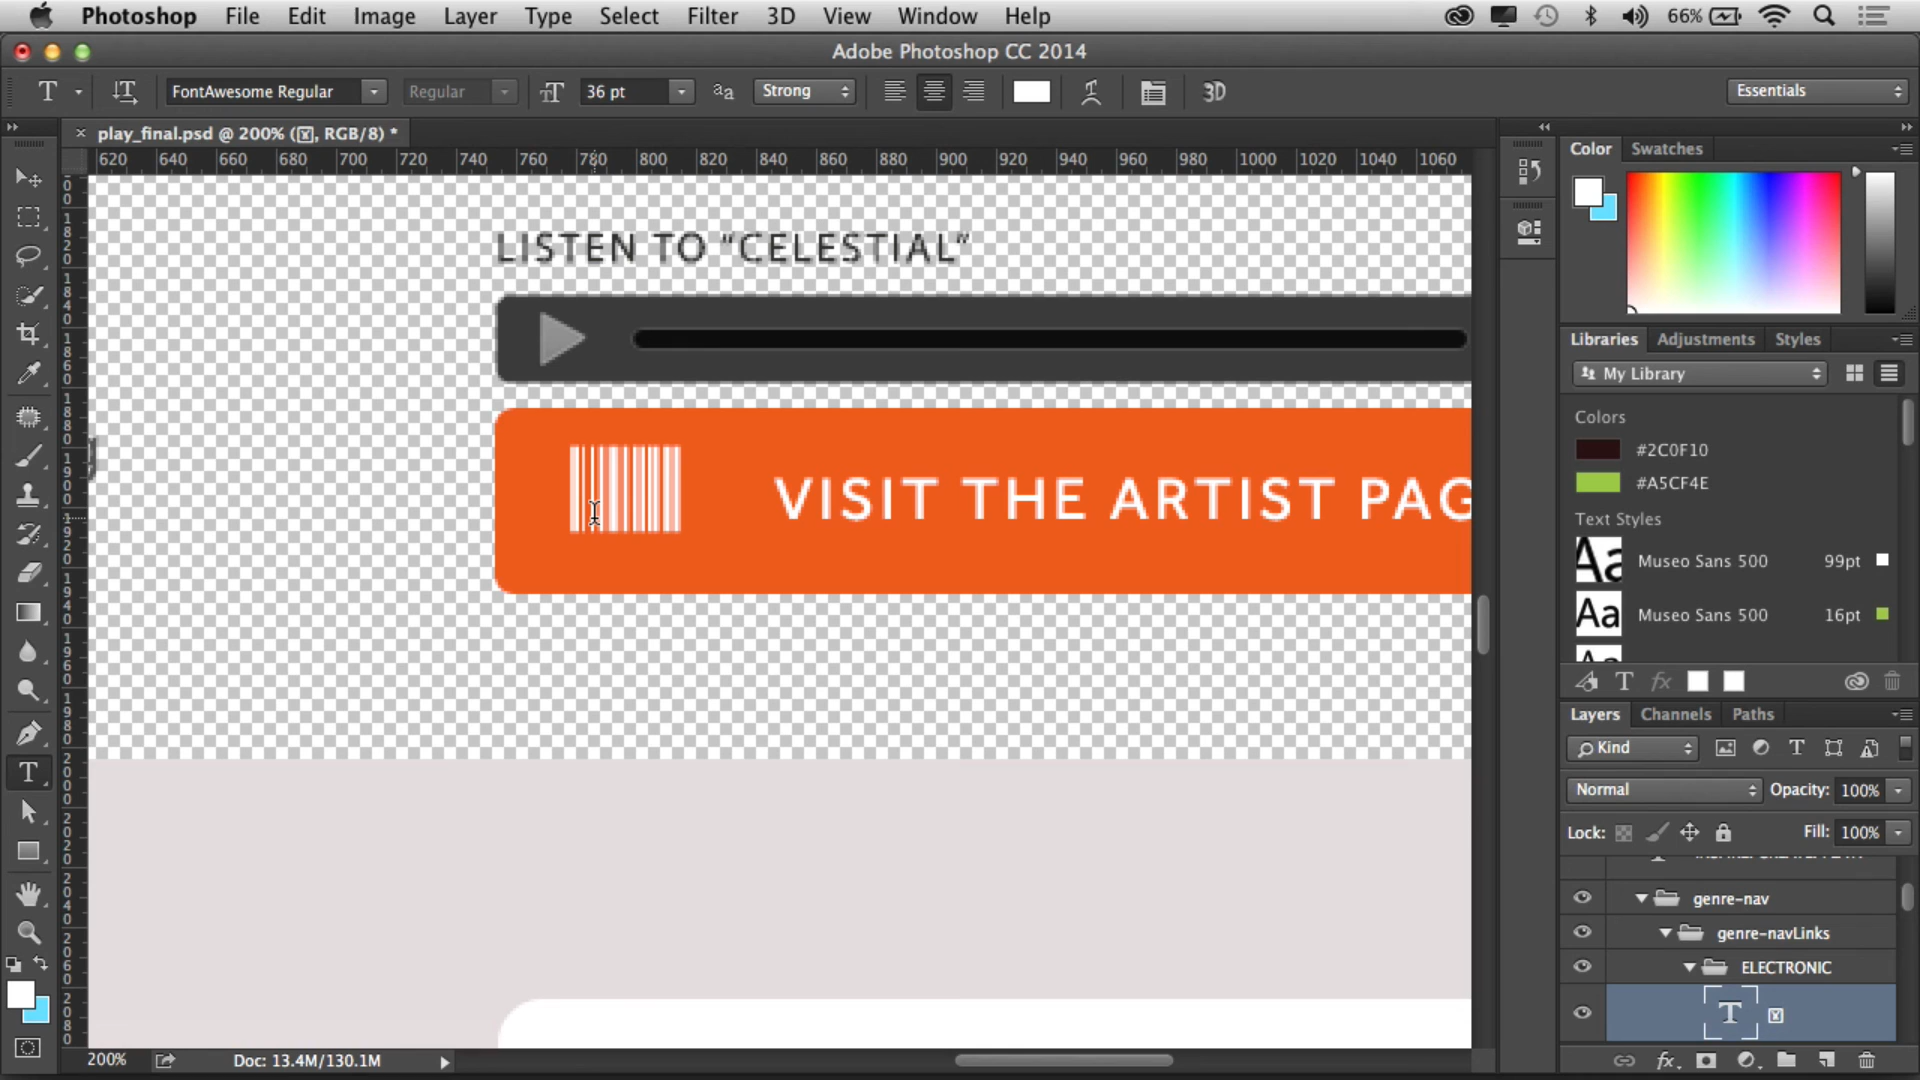 Photoshop File Edit Image Layer Type Select Filter 3D View Window Help 66%
Adobe Photoshop CC 2014
T FontAwesome Regular Regular 36 pt aa Strong 3D Essentials
play_final.psd @ 200% (, RGB/8) *
620 640 660 680 700 720 740 760 780 800 820 840 860 880 900 920 940 960 980 1000 1020 1040 1060
Color Swatches
LISTEN TO “CELESTIAL”
VISIT THE ARTIST PAG
Libraries Adjustments Styles
My Library
Colors
#2C0F10
#A5CF4E
Text Styles
Aa Museo Sans 500 99pt
Aa Museo Sans 500 16pt
T fx
Layers Channels Paths
Kind T
Normal Opacity: 100%
Lock: Fill: 100%
genre-nav
genre-navLinks
ELECTRONIC
T
200% Doc: 13.4M/130.1M
fx